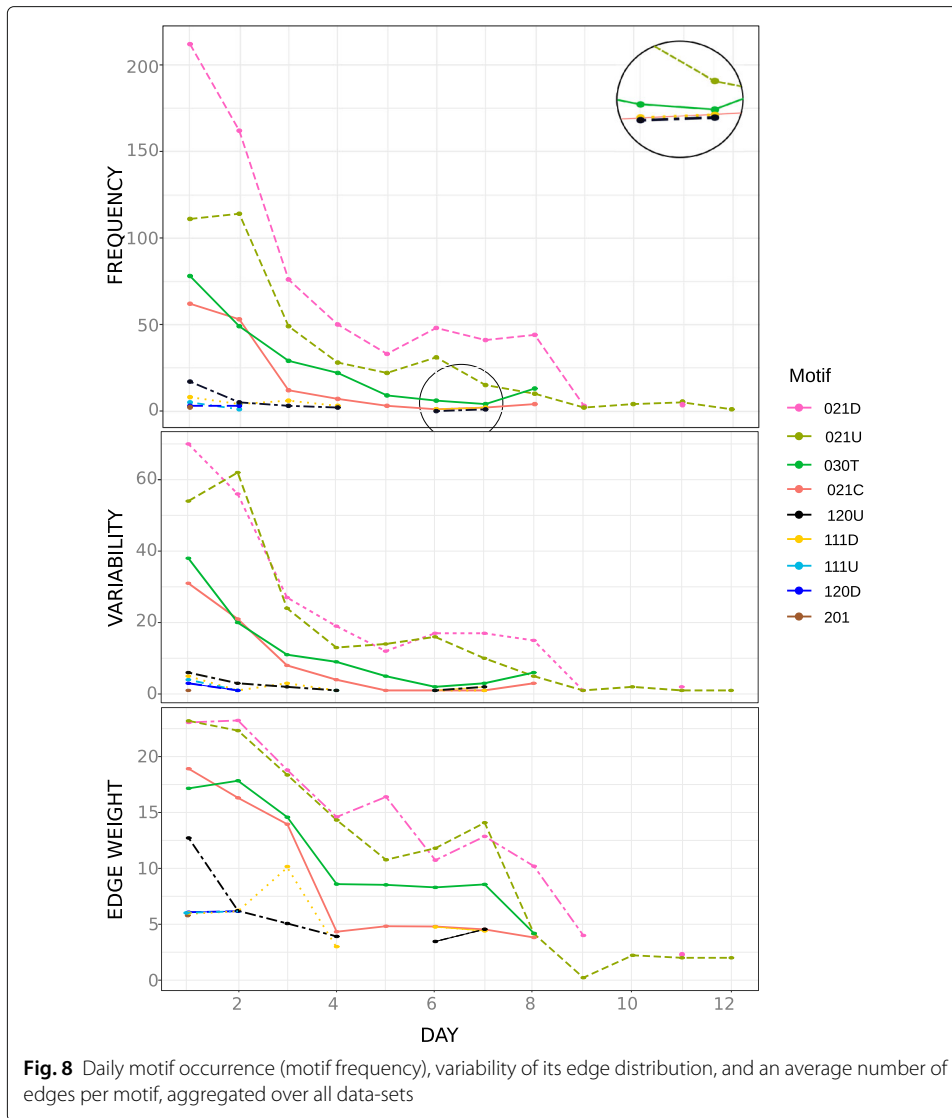 200
150
100
50
0
FREQUENCY
60
40
20
0
VARIABILITY
20
15
10
5
0
EDGE WEIGHT
2 4 6 8 10 12
DAY
Motif
021D
021U
030T
021C
120U
111D
111U
120D
201
Fig. 8 Daily motif occurrence (motif frequency), variability of its edge distribution, and an average number of
edges per motif, aggregated over all data-sets